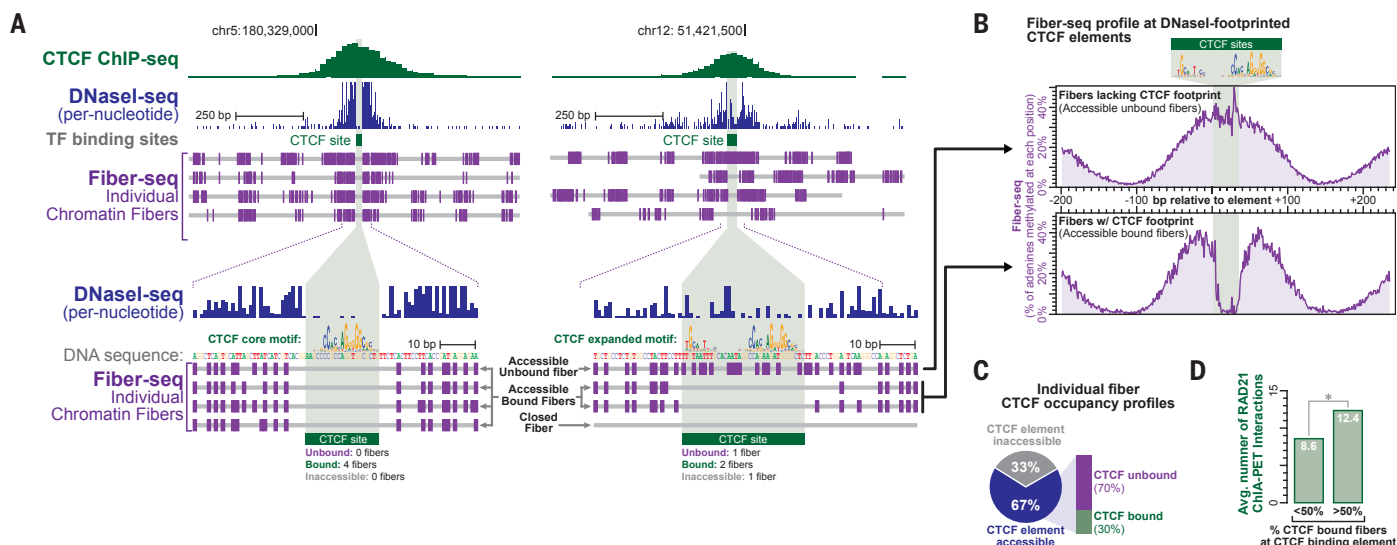 A
chr5:180,329,000
chr12: 51,421,500
CTCF ChIP-seq
DNaseI-seq
(per-nucleotide)
250 bp
250 bp
TF binding sites
CTCF site
CTCF site
Fiber-seq
Individual
Chromatin Fibers
DNaseI-seq
(per-nucleotide)
CTCF core motif:
10 bp
CTCF expanded motif:
10 bp
DNA sequence:
Fiber-seq
Individual
Chromatin Fibers
Accessible
Unbound fiber
Accessible
Bound Fibers
Closed
Fiber
CTCF site
Unbound: 0 fibers
Bound: 4 fibers
Inaccessible: 0 fibers
CTCF site
Unbound: 1 fiber
Bound: 2 fibers
Inaccessible: 1 fiber
B
Fiber-seq profile at DNaseI-footprinted
CTCF elements
CTCF sites
Fibers lacking CTCF footprint
(Accessible unbound fibers)
40%
20%
0%
-200 -100 bp relative to element +100 +200
Fibers w/ CTCF footprint
(Accessible bound fibers)
40%
20%
0%
Fiber-seq
(% of adenines methylated at each position)
C
Individual fiber
CTCF occupancy profiles
CTCF element
inaccessible
33%
67%
CTCF element
accessible
CTCF unbound
(70%)
CTCF bound
(30%)
D
Avg. numner of RAD21
ChIA-PET Interactions
15
0
*
8.6
12.4
<50% >50%
% CTCF bound fibers
at CTCF binding element